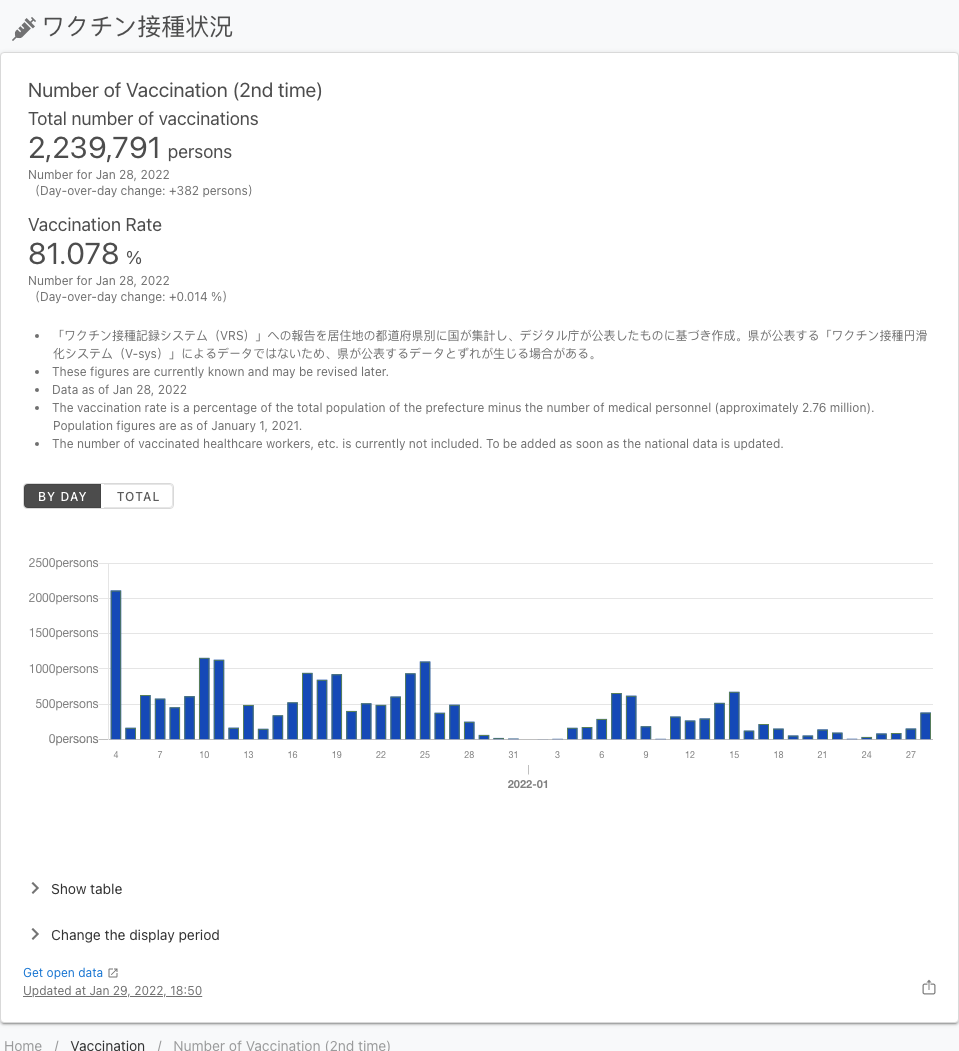 ワクチン接種状況
Number of Vaccination (2nd time)
Total number of vaccinations
2,239,791 persons
Number for Jan 28, 2022
（Day-over-day change: +382 persons）
Vaccination Rate
81.078 %
Number for Jan 28, 2022
（Day-over-day change: +0.014 %）
• 「ワクチン接種記録システム（VRS）」への報告を居住地の都道府県別に国が集計し、デジタル庁が公表したものに基づき作成。県が公表する「ワクチン接種円滑
化システム（V-sys）」によるデータではないため、県が公表するデータとずれが生じる場合がある。
• These figures are currently known and may be revised later.
• Data as of Jan 28, 2022
• The vaccination rate is a percentage of the total population of the prefecture minus the number of medical personnel (approximately 2.76 million).
Population figures are as of January 1, 2021.
• The number of vaccinated healthcare workers, etc. is currently not included. To be added as soon as the national data is updated.
BY DAY TOTAL
2500persons
2000persons
1500persons
1000persons
500persons
0persons
4 7 10 13 16 19 22 25 28 31 3 6 9 12 15 18 21 24 27
2022-01
Show table
Change the display period
Get open data
Updated at Jan 29, 2022, 18:50
Home / Vaccination / Number of Vaccination (2nd time)